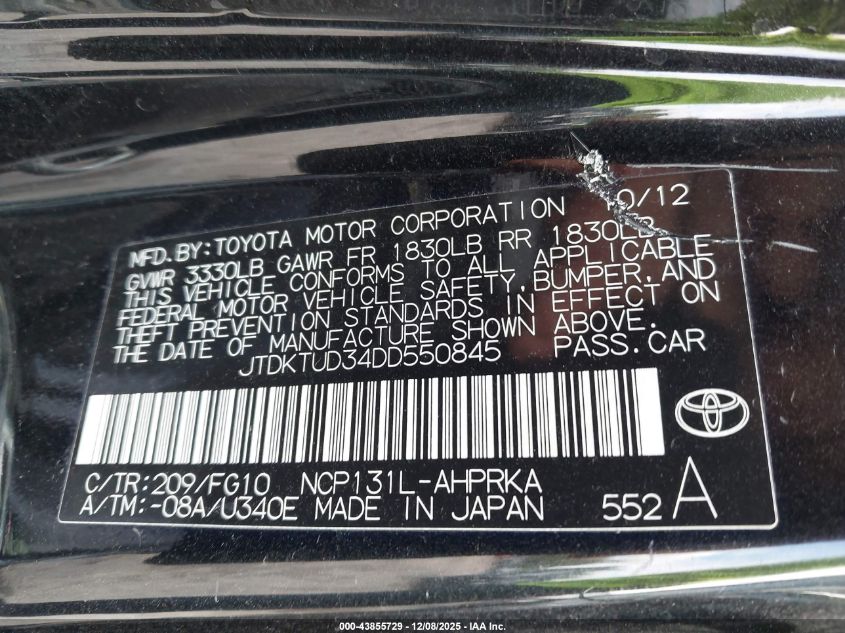 10/12
MFD. BY: TOYOTA MOTOR CORPORATION
GVWR 3330LB GAWR FR 1830LB RR 1830LB
THIS VEHICLE CONFORMS TO ALL APPLICABLE
FEDERAL MOTOR VEHICLE SAFETY, BUMPER, AND
THEFT PREVENTION STANDARDS IN EFFECT ON
THE DATE OF MANUFACTURE SHOWN ABOVE.
JTDKTUD34DD550845 PASS. CAR
C/TR: 209/FG10 NCP131L-AHPRKA
A/TM: -08A/U340E MADE IN JAPAN 552 A
000-43855729 - 12/08/2025 - IAA Inc.